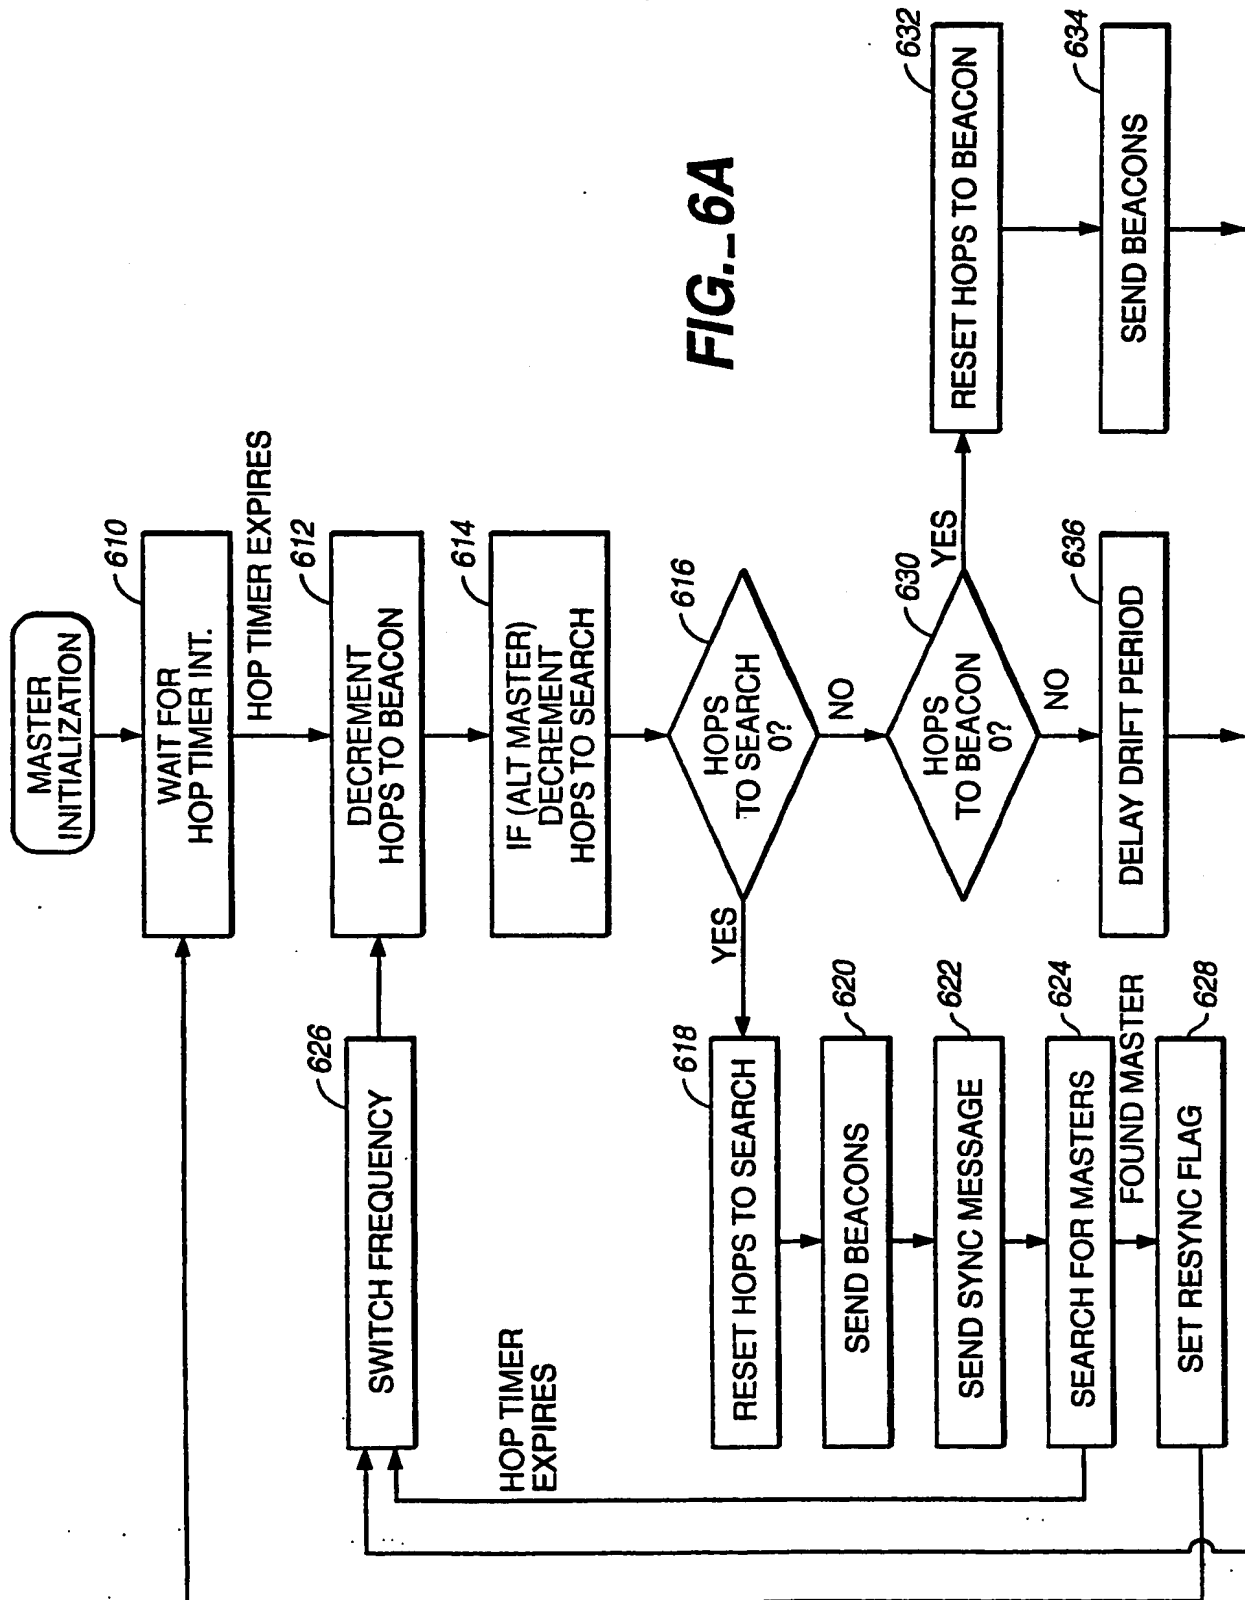 MASTER
INITIALIZATION
610
WAIT FOR
HOP TIMER INT.
HOP TIMER EXPIRES
626
SWITCH FREQUENCY
612
DECREMENT
HOPS TO BEACON
614
IF (ALT MASTER)
DECREMENT
HOPS TO SEARCH
HOP TIMER
EXPIRES
616
HOPS
TO SEARCH
0?
YES
NO
618
RESET HOPS TO SEARCH
620
SEND BEACONS
622
SEND SYNC MESSAGE
624
SEARCH FOR MASTERS
FOUND MASTER
628
SET RESYNC FLAG
630
HOPS
TO BEACON
0?
YES
NO
632
RESET HOPS TO BEACON
634
SEND BEACONS
636
DELAY DRIFT PERIOD
FIG._6A